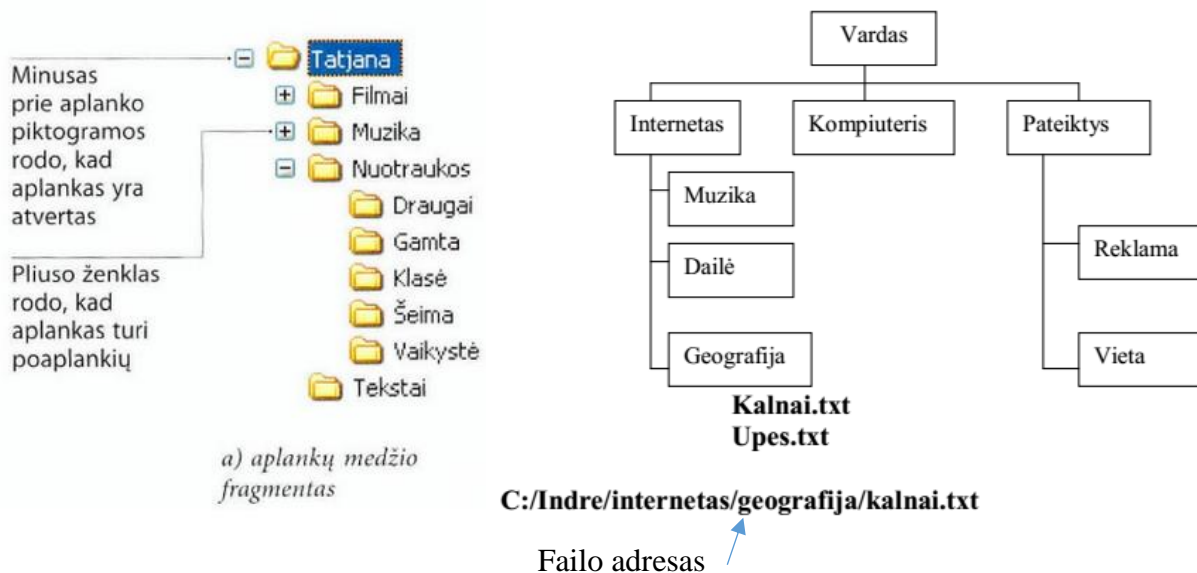 Minusas
prie aplanko
piktogramos
rodo, kad
aplankas yra
atvertas
Pliuso ženklas
rodo, kad
aplankas turi
poaplankių
Tatjana
Filmai
Muzika
Nuotraukos
Draugai
Gamta
Klasė
Šeima
Vaikystė
Tekstai
a) aplankų medžio
fragmentas
Vardas
Internetas
Kompiuteris
Pateiktys
Muzika
Dailė
Geografija
Reklama
Vieta
Kalnai.txt
Upes.txt
C:/Indre/internetas/geografija/kalnai.txt
Failo adresas